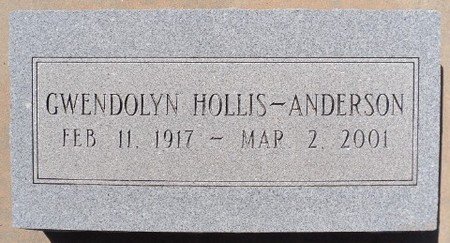 GWENDOLYN HOLLIS~ANDERSON
FEB 11, 1917 ~ MAR 2, 2001